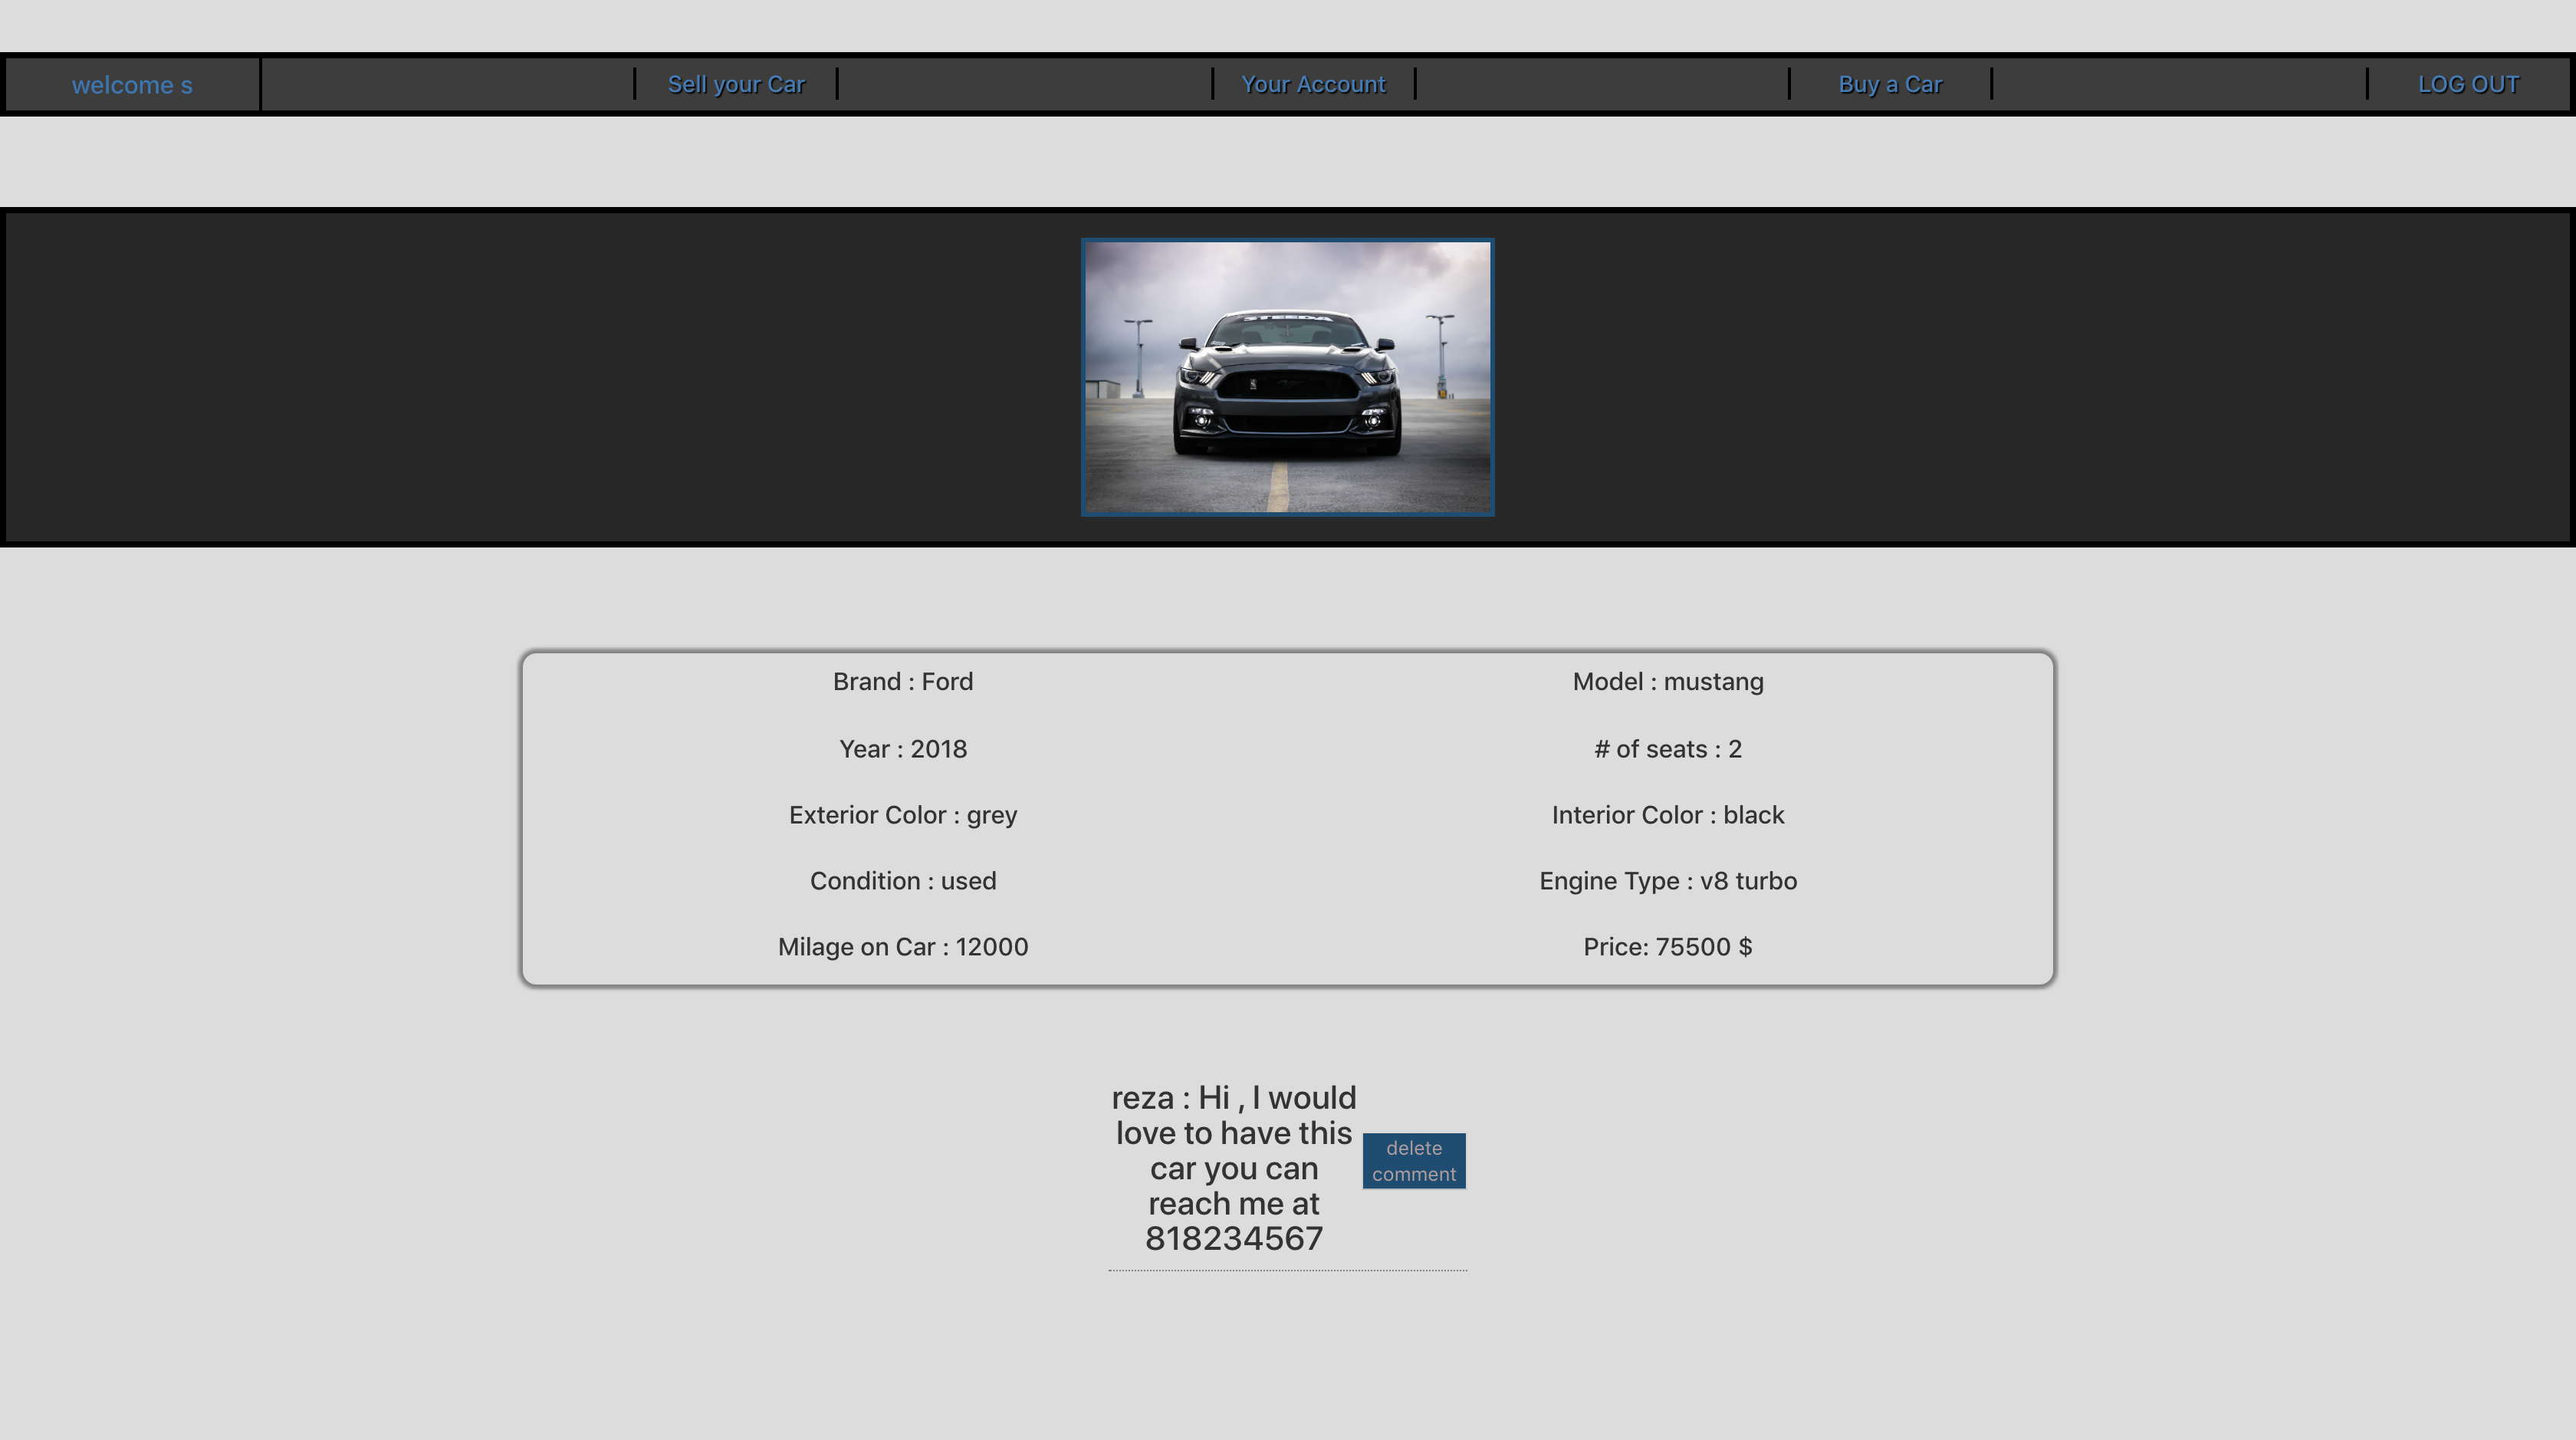 welcome s
Sell your Car
Your Account
Buy a Car
LOG OUT
STEEDA
Brand : Ford
Model : mustang
Year : 2018
# of seats : 2
Exterior Color : grey
Interior Color : black
Condition : used
Engine Type : v8 turbo
Milage on Car : 12000
Price: 75500 $
reza : Hi , I would
love to have this
car you can
reach me at
818234567
delete
comment